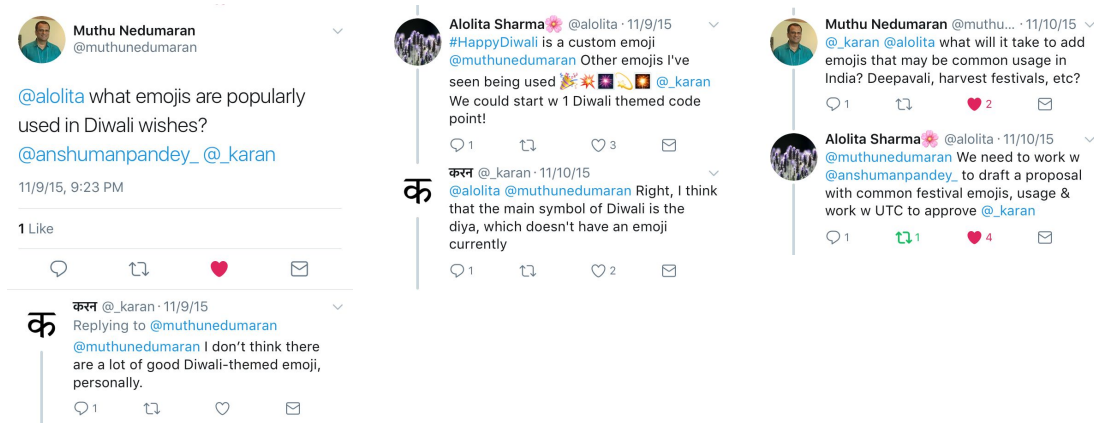 Muthu Nedumaran
@muthunedumaran
@alolita what emojis are popularly
used in Diwali wishes?
@anshumanpandey_ @_karan
11/9/15, 9:23 PM
1 Like
करन @_karan · 11/9/15
Replying to @muthunedumaran
@muthunedumaran I don't think there
are a lot of good Diwali-themed emoji,
personally.
क
1
Alolita Sharma🌸 @alolita · 11/9/15
#HappyDiwali is a custom emoji
@muthunedumaran Other emojis I've
seen being used 🎉💥🎆💫🎇 @_karan
We could start w 1 Diwali themed code
point!
1 3
करन @_karan · 11/10/15
@alolita @muthunedumaran Right, I think
that the main symbol of Diwali is the
diya, which doesn't have an emoji
currently
क
1 2
Muthu Nedumaran @muthu... · 11/10/15
@_karan @alolita what will it take to add
emojis that may be common usage in
India? Deepavali, harvest festivals, etc?
1 2
Alolita Sharma🌸 @alolita · 11/10/15
@muthunedumaran We need to work w
@anshumanpandey_ to draft a proposal
with common festival emojis, usage &
work w UTC to approve @_karan
1 1 4